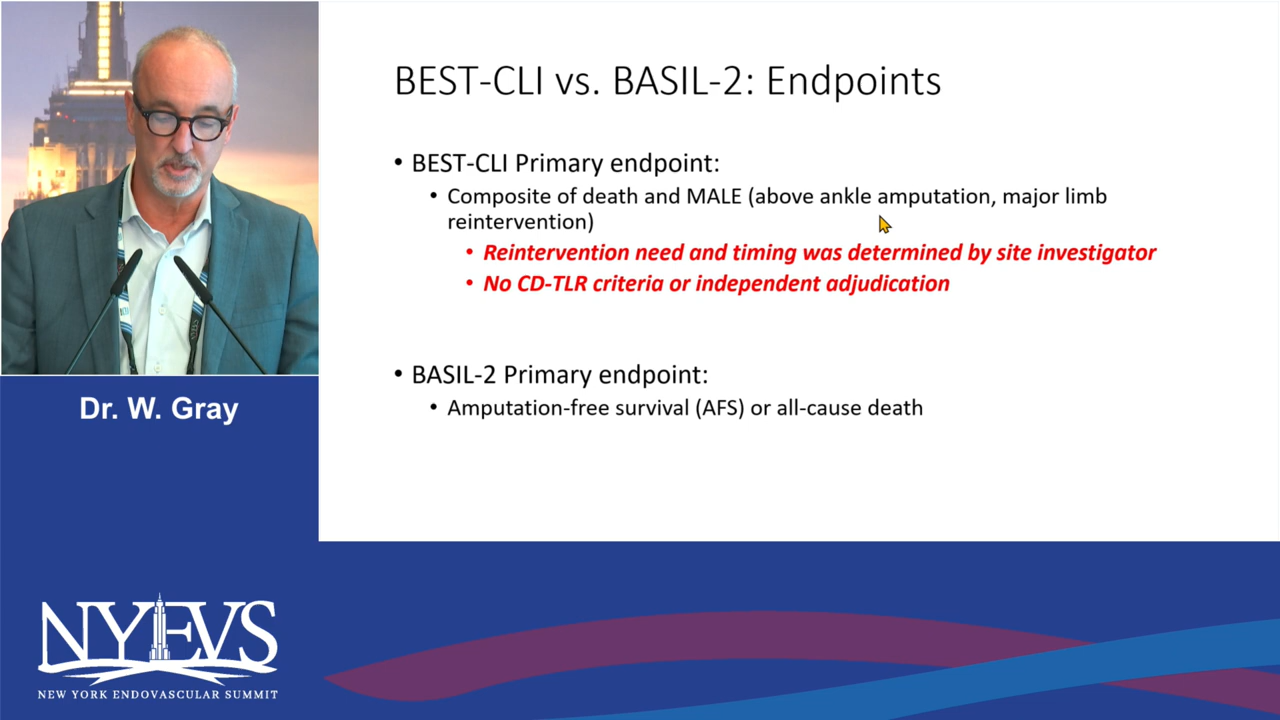 BEST-CLI vs. BASIL-2: Endpoints
• BEST-CLI Primary endpoint:
• Composite of death and MALE (above ankle amputation, major limb
reintervention)
• Reintervention need and timing was determined by site investigator
• No CD-TLR criteria or independent adjudication
• BASIL-2 Primary endpoint:
• Amputation-free survival (AFS) or all-cause death
Dr. W. Gray
NYEVS
NEW YORK ENDOVASCULAR SUMMIT